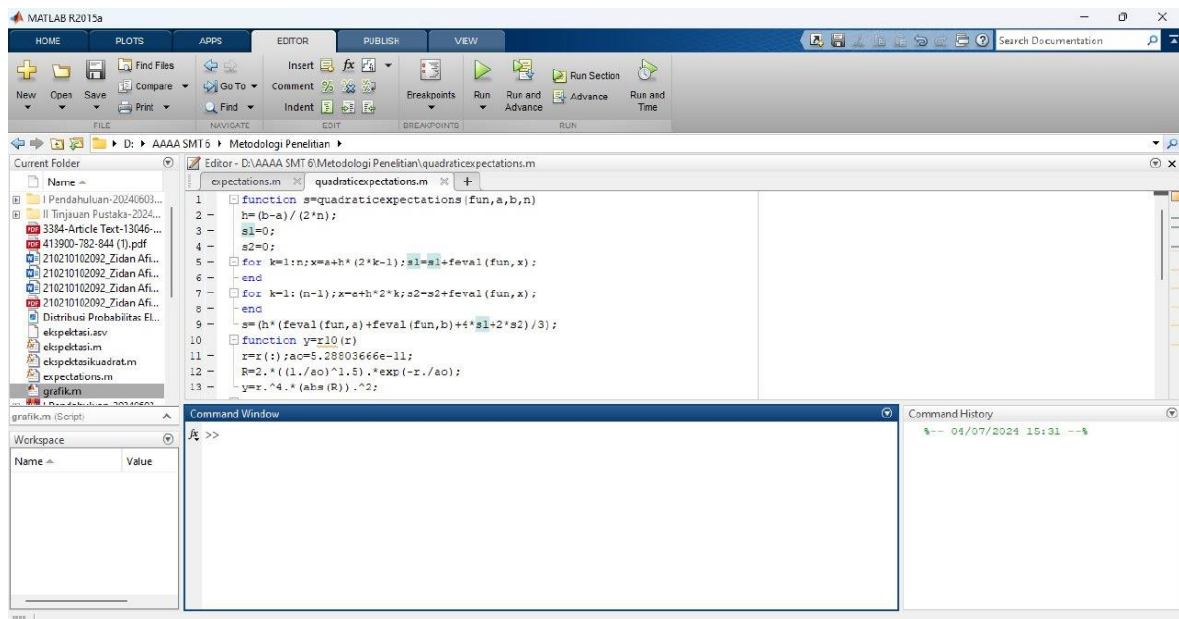 MATLAB R2015a
HOME PLOTS APPS EDITOR PUBLISH VIEW
Search Documentation
New Open Save
Find Files
Compare
Print
Go To
Find
Insert fx
Comment
Indent
Breakpoints
Run
Run and Advance
Run Section
Advance
Run and Time
FILE NAVIGATE EDIT BREAKPOINTS RUN
D: AAAA SMT 6 Metodologi Penelitian
Current Folder
Name
I Pendahuluan-20240603...
II Tinjauan Pustaka-2024...
3384-Article Text-13046-...
413900-782-844 (1).pdf
210210102092_Zidan Afi...
210210102092_Zidan Afi...
210210102092_Zidan Afi...
210210102092_Zidan Afi...
Distribusi Probabilitas El...
ekspektasi.asv
ekspektasi.m
ekspektasikuadrat.m
expectations.m
grafik.m
grafik.m (Script)
Workspace
Name Value
Editor - D:\AAAA SMT 6\Metodologi Penelitian\quadraticexpectations.m
expectations.m quadraticexpectations.m +
1 function s=quadraticexpectations(fun,a,b,n)
2 - h=(b-a)/(2*n);
3 - s1=0;
4 - s2=0;
5 - for k=1:n;x=a+h*(2*k-1);s1=s1+feval(fun,x);
6 - end
7 - for k=1:(n-1);x=a+h*2*k;s2=s2+feval(fun,x);
8 - end
9 - s=(h*(feval(fun,a)+feval(fun,b)+4*s1+2*s2)/3);
10 function y=r10(r)
11 - r=r(:);ao=5.28803666e-11;
12 - R=2.*((1./ao)^1.5).*exp(-r./ao);
13 - y=r.^4.*(abs(R)).^2;
Command Window
fx >>
Command History
%-- 04/07/2024 15:31 --%